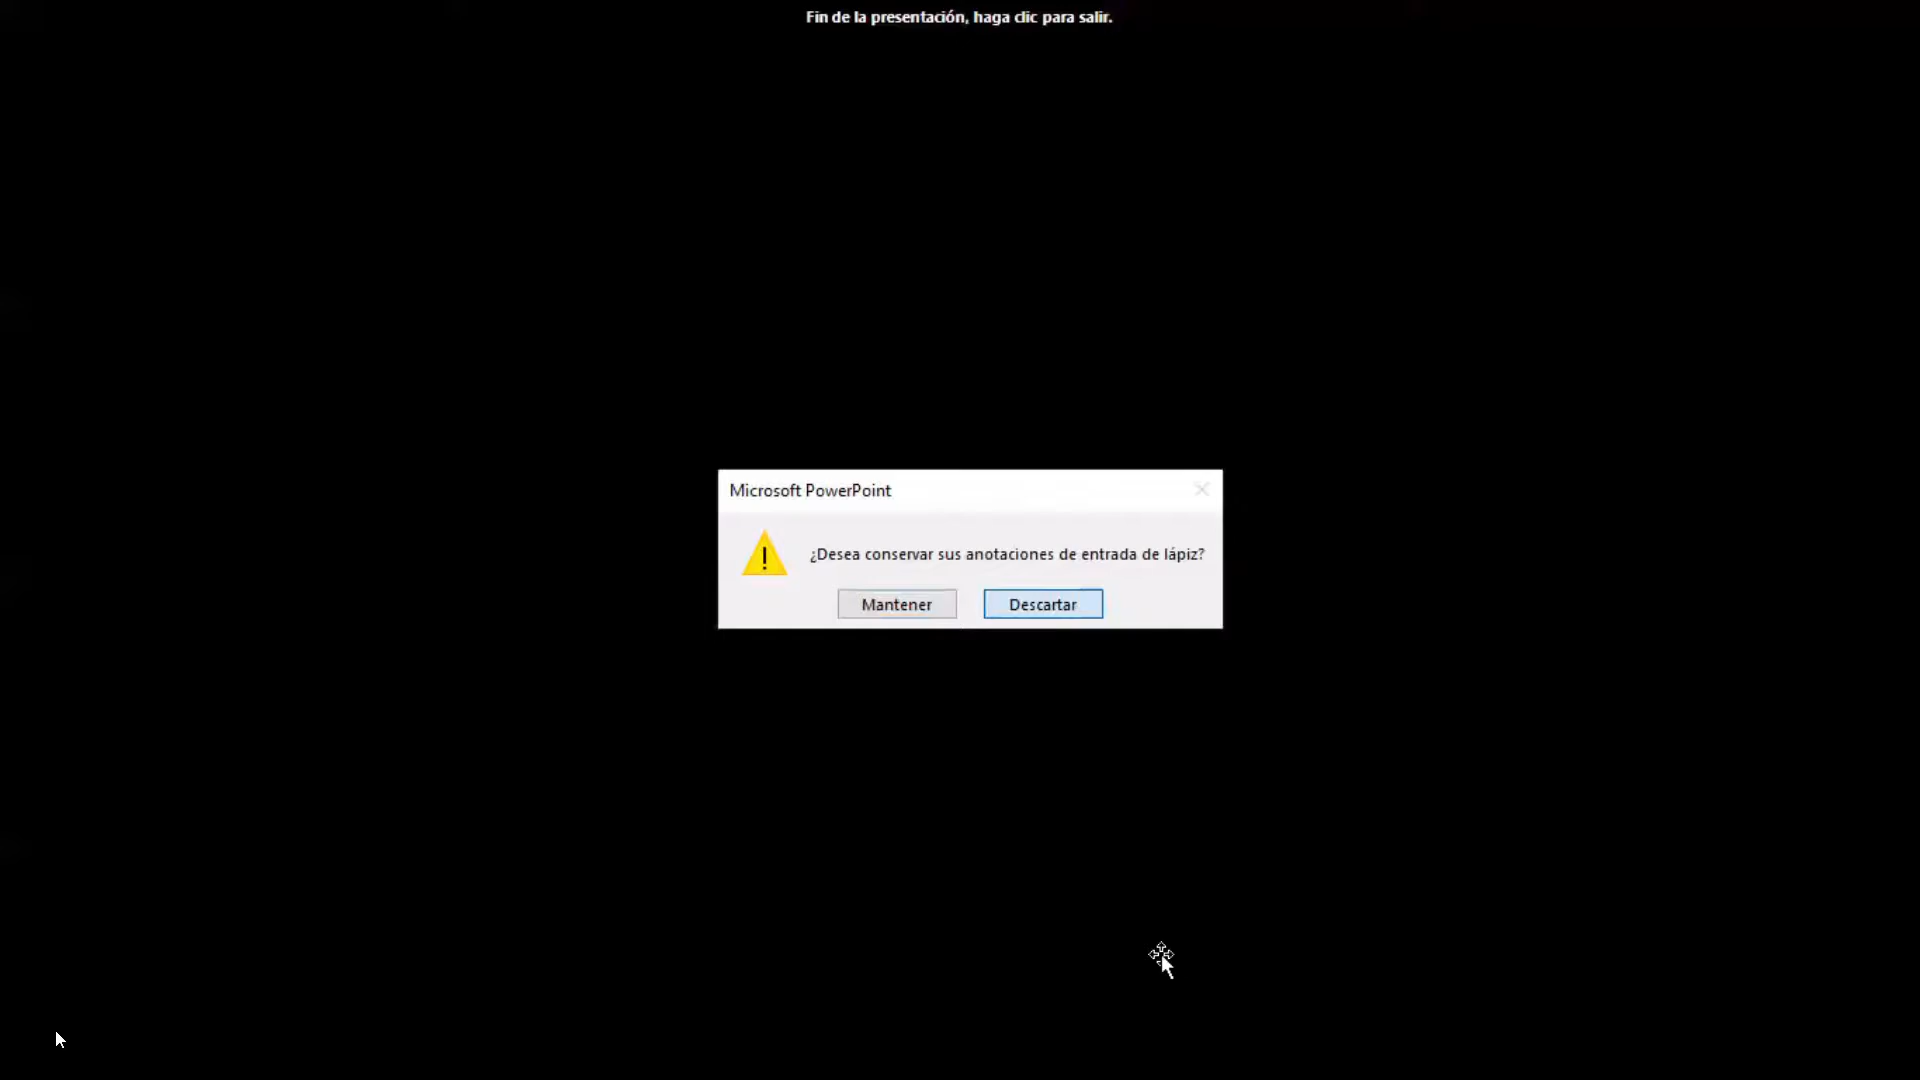 Fin de la presentación, haga clic para salir.
Microsoft PowerPoint
¿Desea conservar sus anotaciones de entrada de lápiz?
Mantener
Descartar